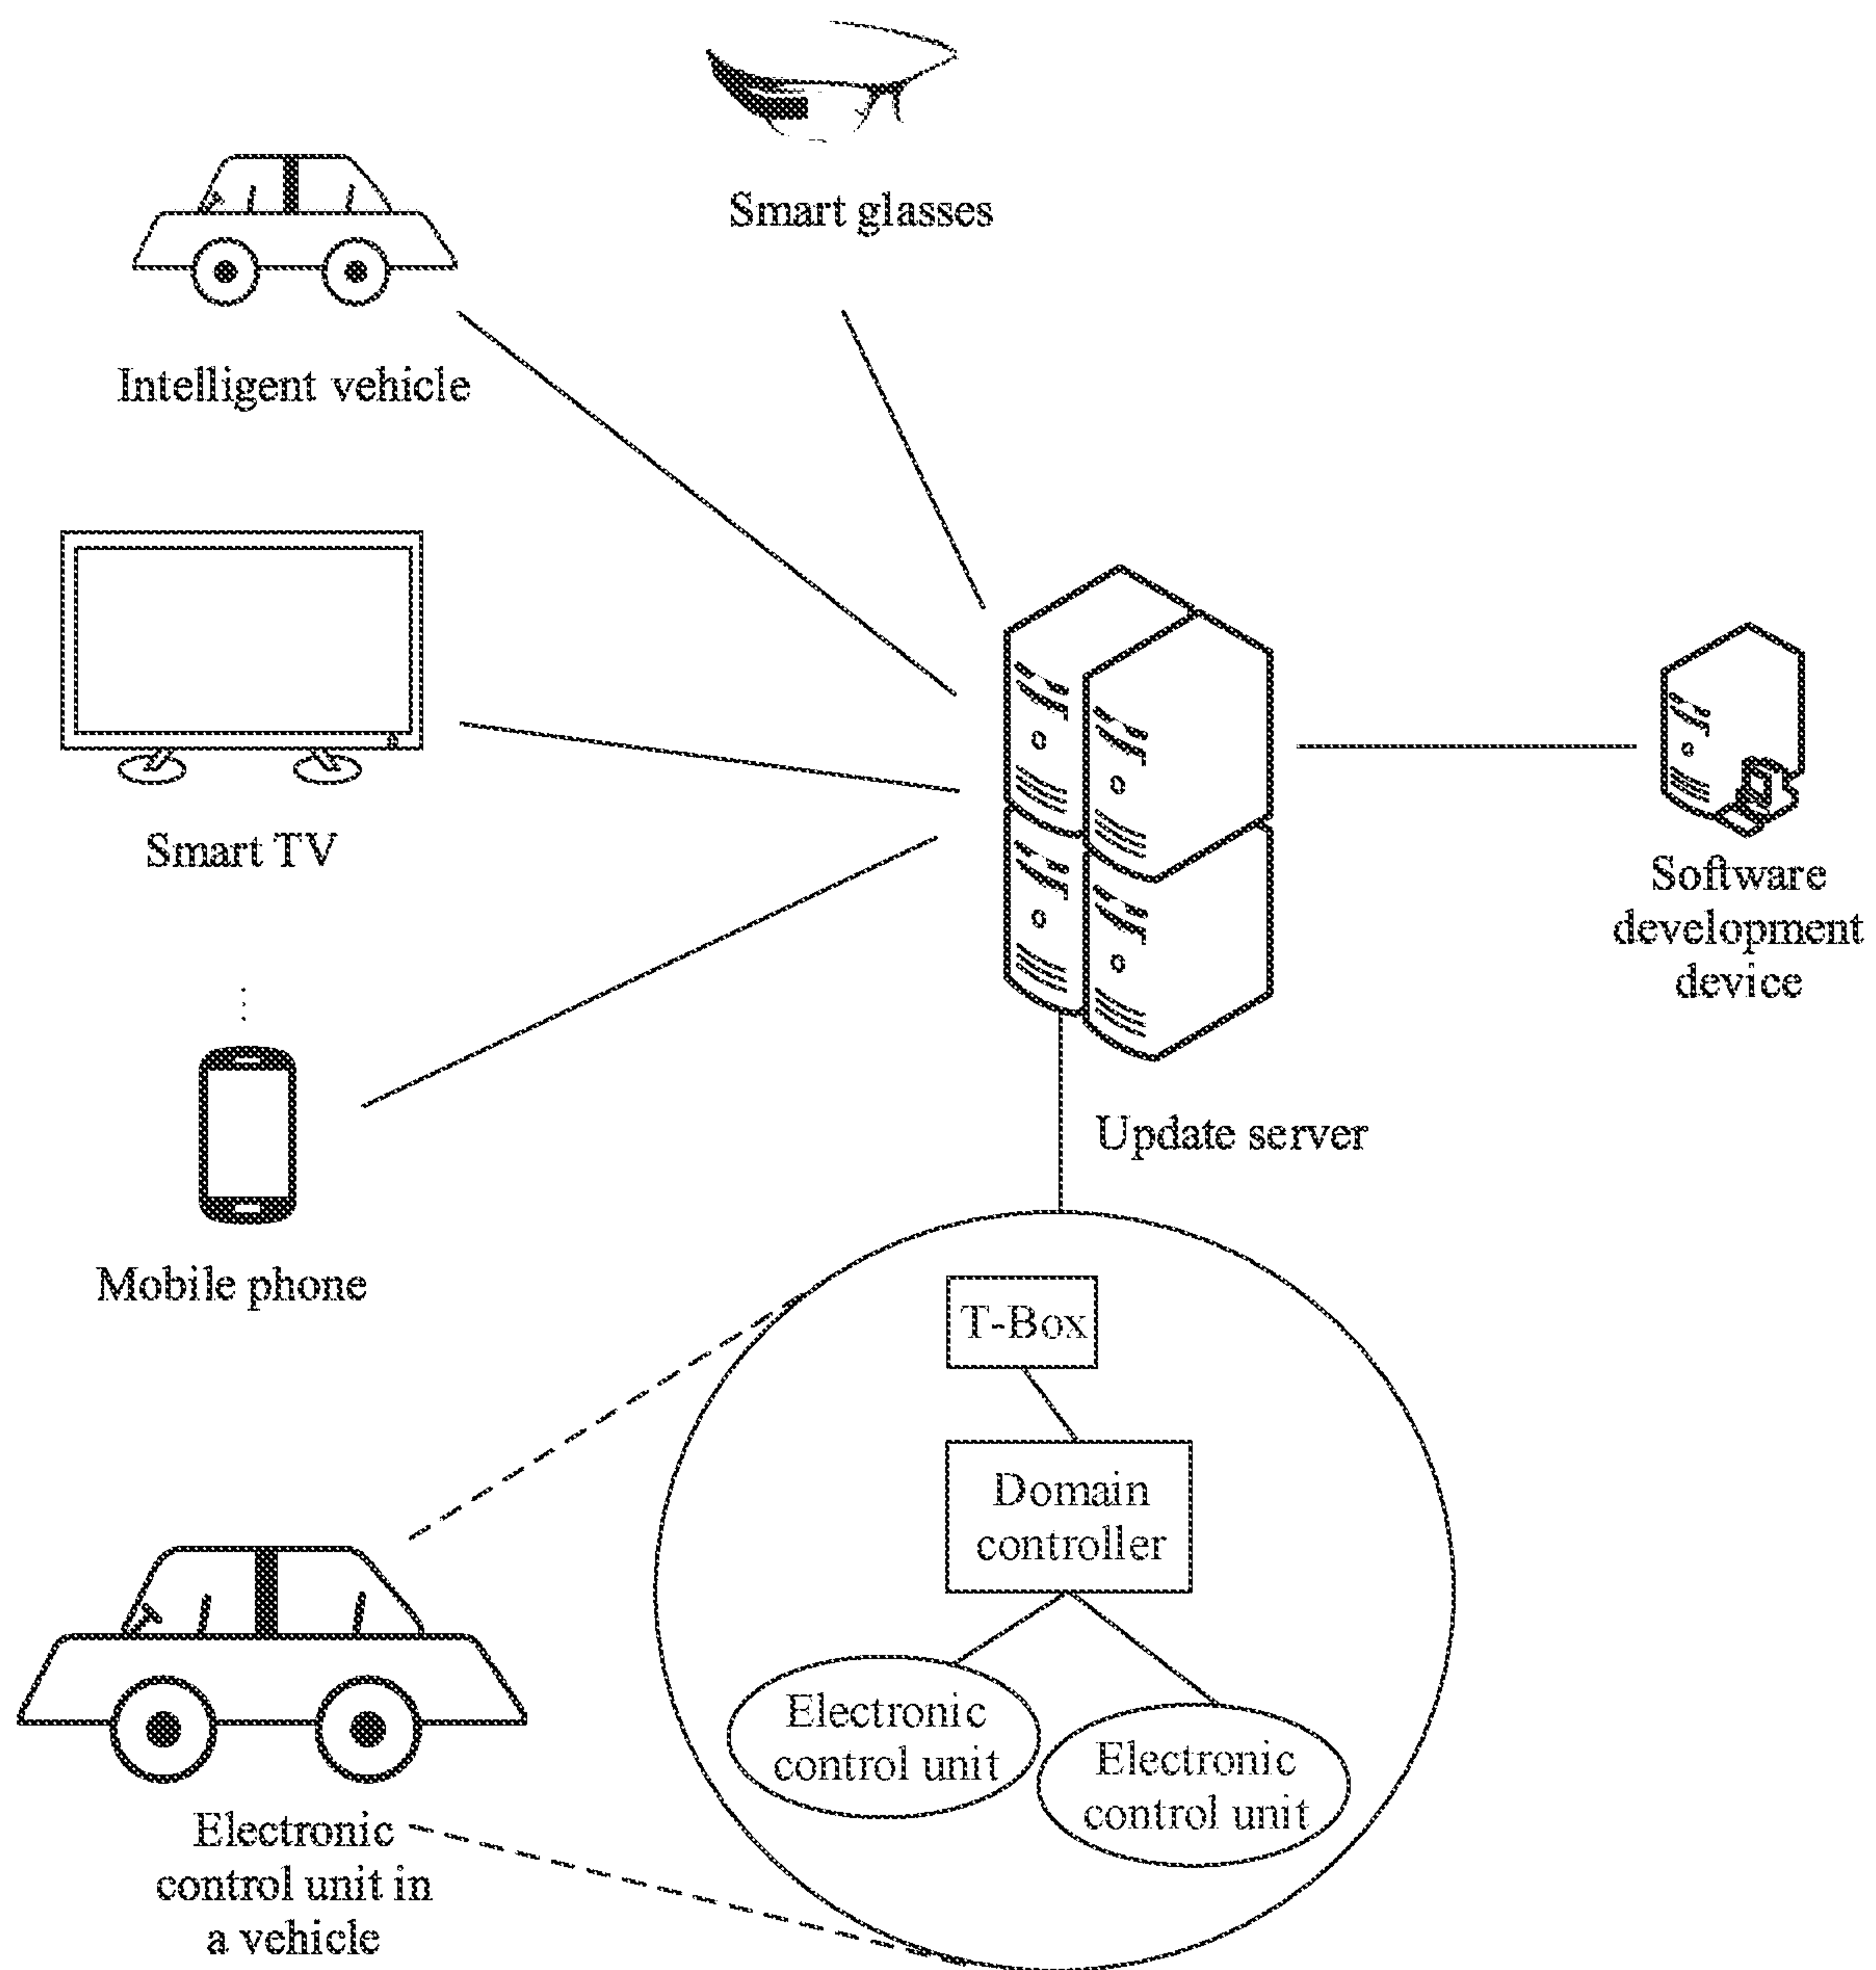 Smart glasses
Intelligent vehicle
Smart TV
Software
development
device
Update server
Mobile phone
T-Box
Domain
controller
Electronic
control unit
Electronic
control unit
Electronic
control unit in
a vehicle